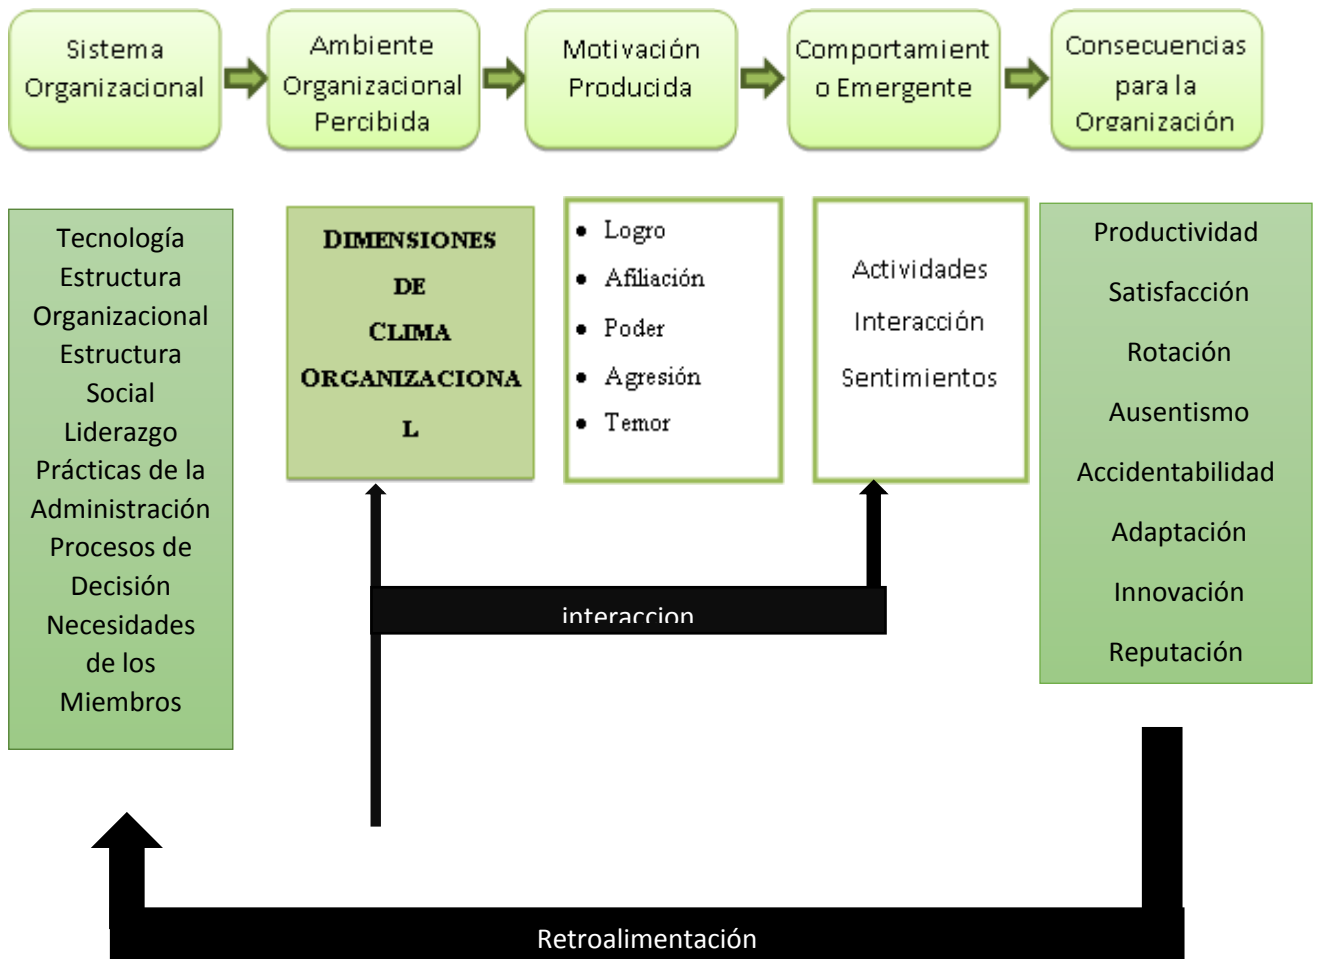 Sistema
Organizacional
Ambiente
Organizacional
Percibida
Motivación
Producida
Comportamient
o Emergente
Consecuencias
para la
Organización
Tecnología
Estructura
Organizacional
Estructura
Social
Liderazgo
Prácticas de la
Administración
Procesos de
Decisión
Necesidades
de los
Miembros
DIMENSIONES
DE
CLIMA
ORGANIZACIONA
L
• Logro
• Afiliación
• Poder
• Agresión
• Temor
Actividades
Interacción
Sentimientos
Productividad
Satisfacción
Rotación
Ausentismo
Accidentabilidad
Adaptación
Innovación
Reputación
interaccion
Retroalimentación